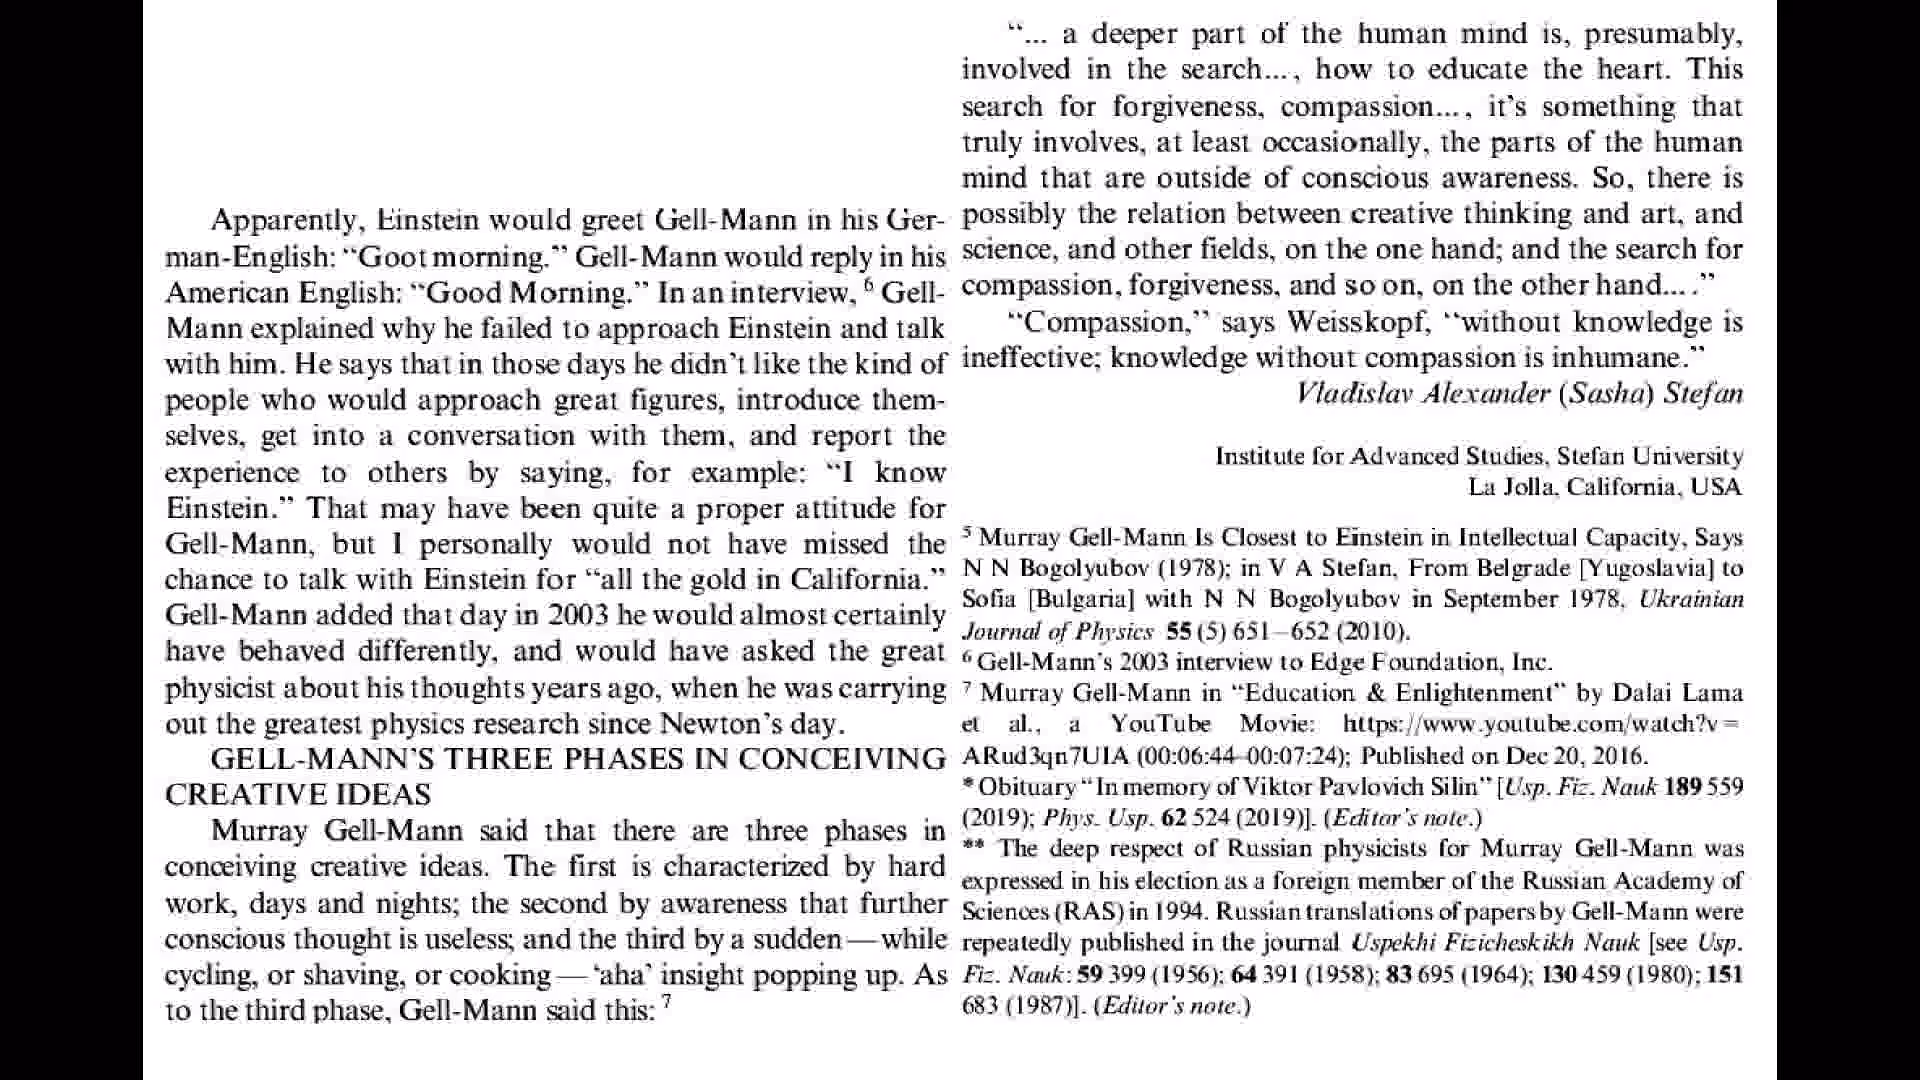 Apparently, Einstein would greet Gell-Mann in his Ger-
man-English: “Goot morning.” Gell-Mann would reply in his
American English: “Good Morning.” In an interview, ⁶ Gell-
Mann explained why he failed to approach Einstein and talk
with him. He says that in those days he didn’t like the kind of
people who would approach great figures, introduce them-
selves, get into a conversation with them, and report the
experience to others by saying, for example: “I know
Einstein.” That may have been quite a proper attitude for
Gell-Mann, but I personally would not have missed the
chance to talk with Einstein for “all the gold in California.”
Gell-Mann added that day in 2003 he would almost certainly
have behaved differently, and would have asked the great
physicist about his thoughts years ago, when he was carrying
out the greatest physics research since Newton’s day.
GELL-MANN’S THREE PHASES IN CONCEIVING
CREATIVE IDEAS
Murray Gell-Mann said that there are three phases in
conceiving creative ideas. The first is characterized by hard
work, days and nights; the second by awareness that further
conscious thought is useless; and the third by a sudden—while
cycling, or shaving, or cooking—‘aha’ insight popping up. As
to the third phase, Gell-Mann said this: ⁷
“... a deeper part of the human mind is, presumably,
involved in the search..., how to educate the heart. This
search for forgiveness, compassion..., it’s something that
truly involves, at least occasionally, the parts of the human
mind that are outside of conscious awareness. So, there is
possibly the relation between creative thinking and art, and
science, and other fields, on the one hand; and the search for
compassion, forgiveness, and so on, on the other hand... .”
“Compassion,” says Weisskopf, “without knowledge is
ineffective; knowledge without compassion is inhumane.”
Vladislav Alexander (Sasha) Stefan
Institute for Advanced Studies, Stefan University
La Jolla, California, USA
⁵ Murray Gell-Mann Is Closest to Einstein in Intellectual Capacity, Says
N N Bogolyubov (1978); in V A Stefan, From Belgrade [Yugoslavia] to
Sofia [Bulgaria] with N N Bogolyubov in September 1978, Ukrainian
Journal of Physics 55 (5) 651–652 (2010).
⁶ Gell-Mann’s 2003 interview to Edge Foundation, Inc.
⁷ Murray Gell-Mann in “Education & Enlightenment” by Dalai Lama
et al., a YouTube Movie: https://www.youtube.com/watch?v=
ARud3qn7UIA (00:06:44–00:07:24); Published on Dec 20, 2016.
* Obituary “In memory of Viktor Pavlovich Silin” [Usp. Fiz. Nauk 189 559
(2019); Phys. Usp. 62 524 (2019)]. (Editor’s note.)
** The deep respect of Russian physicists for Murray Gell-Mann was
expressed in his election as a foreign member of the Russian Academy of
Sciences (RAS) in 1994. Russian translations of papers by Gell-Mann were
repeatedly published in the journal Uspekhi Fizicheskikh Nauk [see Usp.
Fiz. Nauk: 59 399 (1956); 64 391 (1958); 83 695 (1964); 130 459 (1980); 151
683 (1987)]. (Editor’s note.)